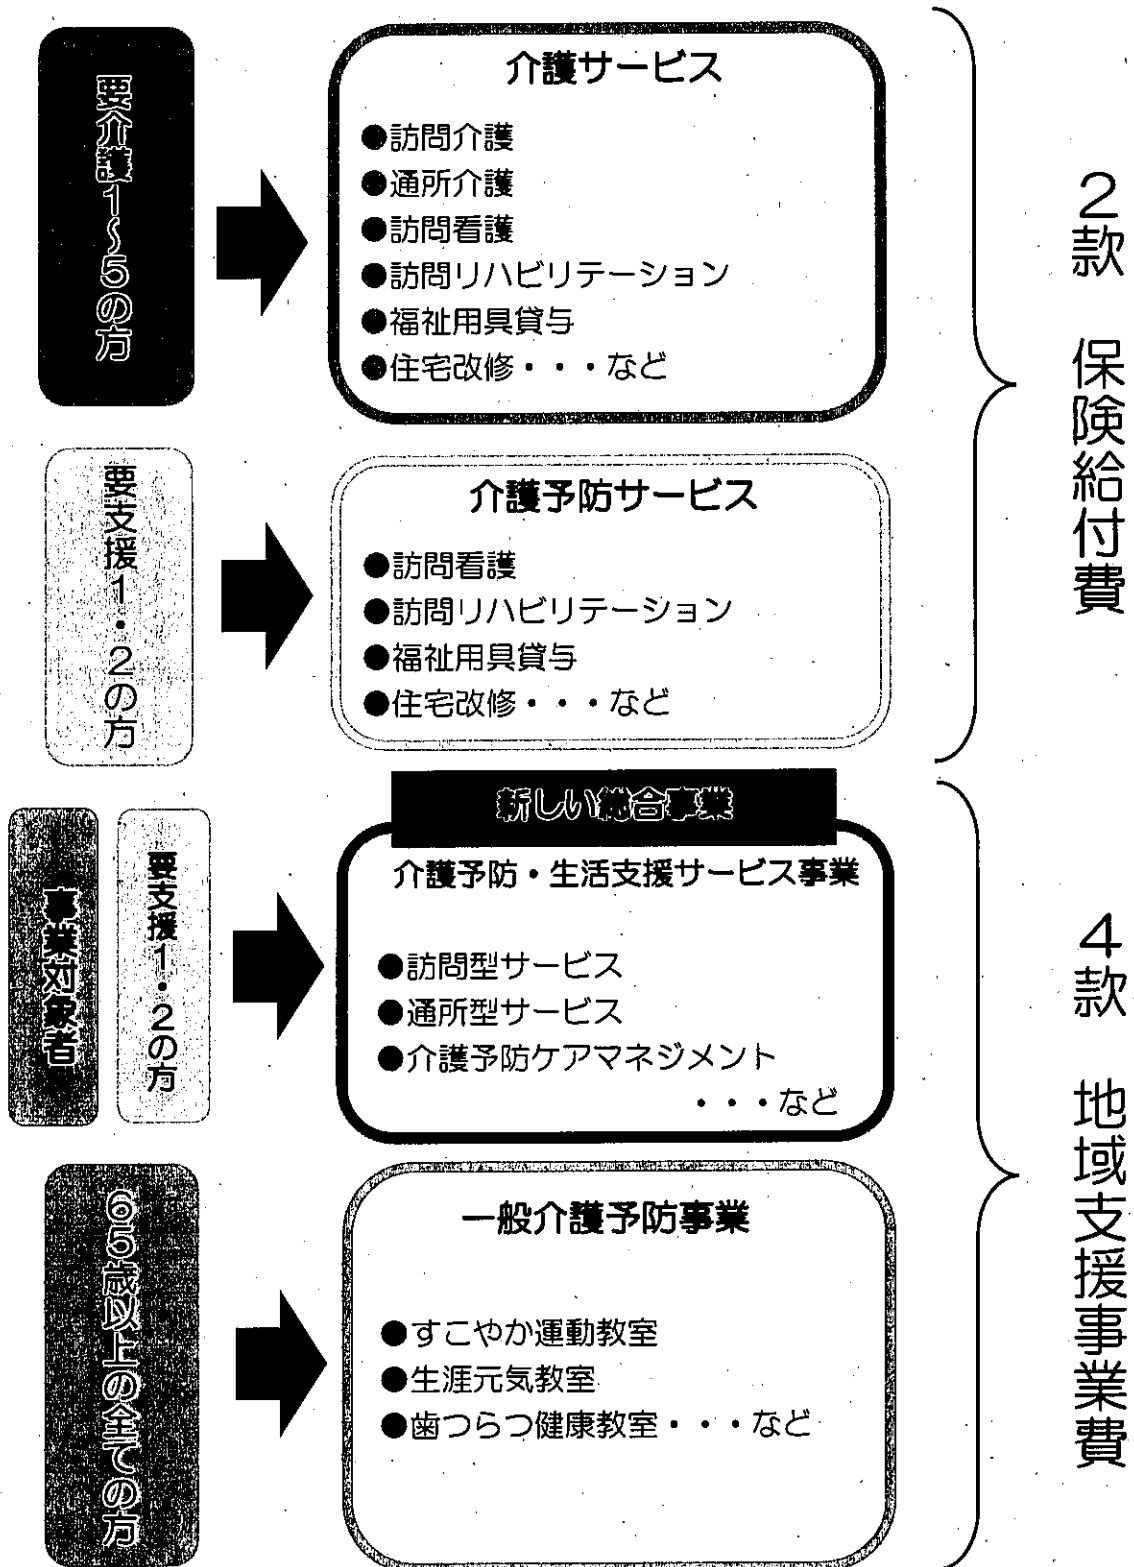 要介護1~5の方
介護サービス
●訪問介護
●通所介護
●訪問看護
●訪問リハビリテーション
●福祉用具貸与
●住宅改修・・・など
要支援1・2の方
介護予防サービス
●訪問看護
●訪問リハビリテーション
●福祉用具貸与
●住宅改修・・・など
2款 保険給付費
事業対象者
要支援1・2の方
新しい総合事業
介護予防・生活支援サービス事業
●訪問型サービス
●通所型サービス
●介護予防ケアマネジメント
・・・など
65歳以上の全ての方
一般介護予防事業
●すこやか運動教室
●生涯元気教室
●歯つらつ健康教室・・・など
4款 地域支援事業費